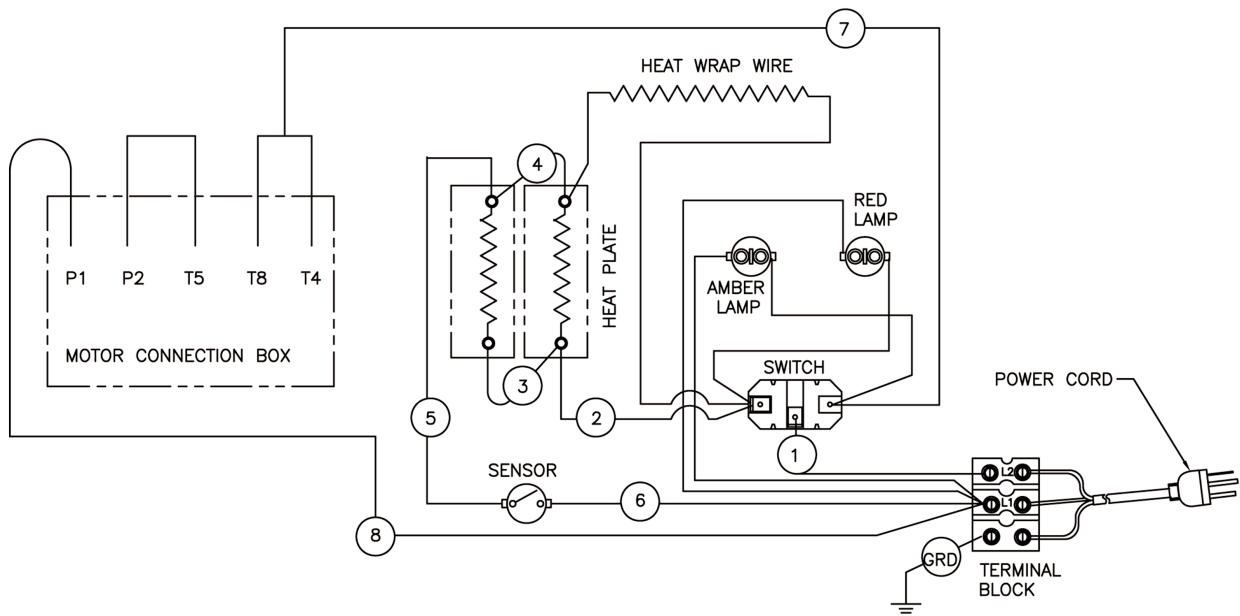 7
HEAT WRAP WIRE
4
RED
LAMP
HEAT PLATE
P1 P2 T5 T8 T4
AMBER
LAMP
MOTOR CONNECTION BOX
SWITCH
3
POWER CORD
5
2
1
SENSOR
L2
6
L1
8
GRD
TERMINAL
BLOCK